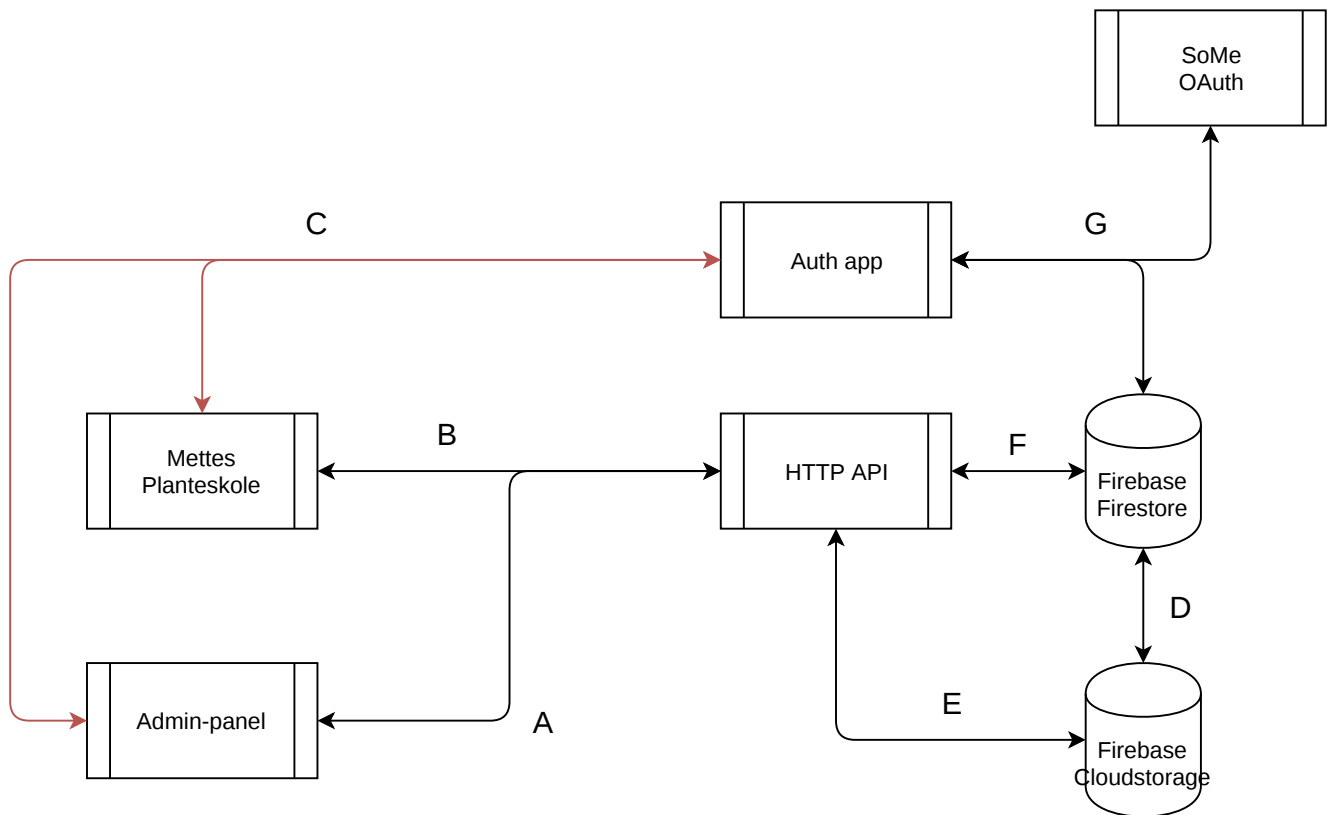 SoMe
OAuth
C
G
Auth app
B
F
Mettes
Planteskole
HTTP API
Firebase
Firestore
D
E
A
Admin-panel
Firebase
Cloudstorage